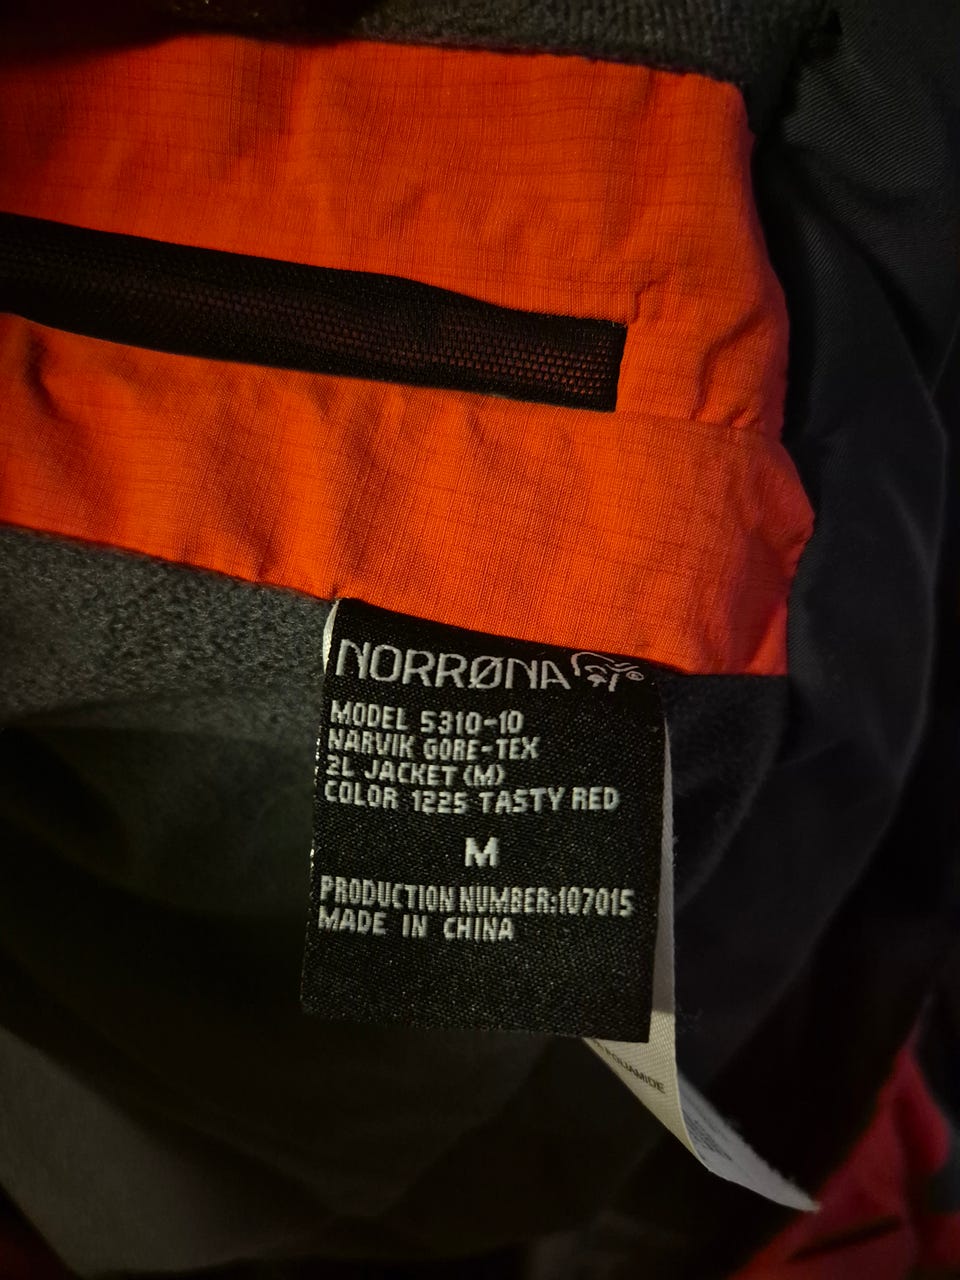 NORRØNA®
MODEL 5310-10
NARVIK GORE-TEX
2L JACKET (M)
COLOR 1225 TASTY RED
M
PRODUCTION NUMBER:107015
MADE IN CHINA